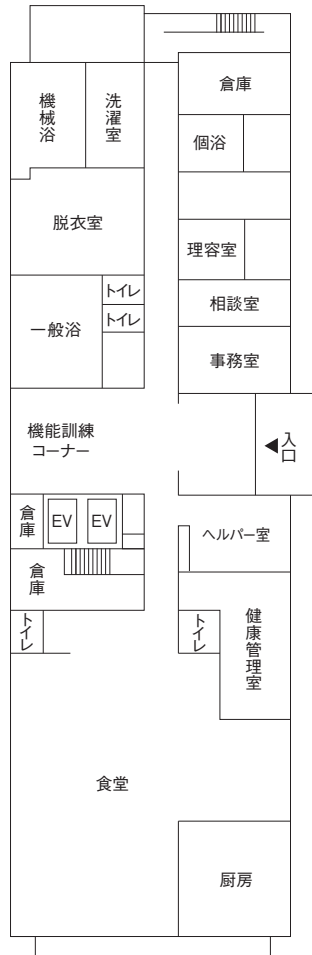 倉庫
機械浴
洗濯室
個浴
脱衣室
理容室
トイレ
相談室
トイレ
一般浴
事務室
機能訓練
コーナー
入口
倉庫
EV
EV
ヘルパー室
倉庫
トイレ
トイレ
健康管理室
食堂
厨房